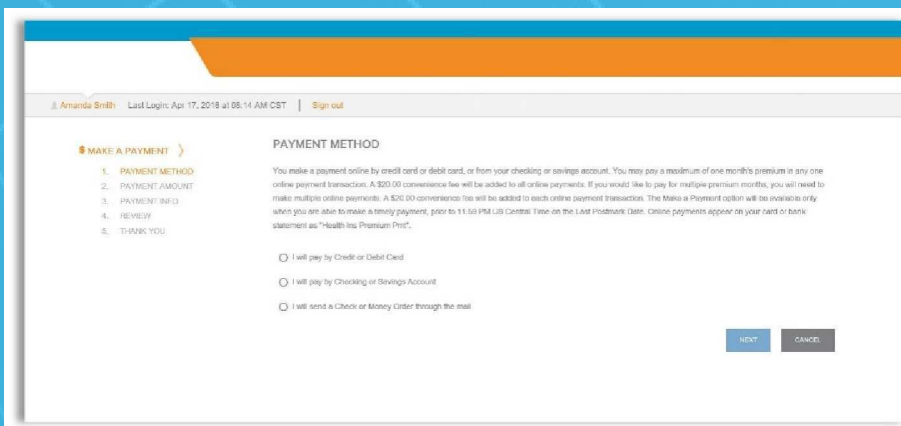 Amanda Smith Last Login: Apr 17, 2018 at 08:14 AM CST | Sign out
$ MAKE A PAYMENT
1. PAYMENT METHOD
2. PAYMENT AMOUNT
3. PAYMENT INFO
4. REVIEW
5. THANK YOU
PAYMENT METHOD
You make a payment online by credit card or debit card, or from your checking or savings account. You may pay a maximum of one month's premium in any one
online payment transaction. A $20.00 convenience fee will be added to all online payments. If you would like to pay for multiple premium months, you will need to
make multiple online payments. A $20.00 convenience fee will be added to each online payment transaction. The Make a Payment option will be available only
when you are able to make a timely payment, prior to 11:59 PM US Central Time on the Last Postmark Date. Online payments appear on your card or bank
statement as "Health Ins Premium Pmt".
I will pay by Credit or Debit Card
I will pay by Checking or Savings Account
I will send a Check or Money Order through the mail
NEXT CANCEL